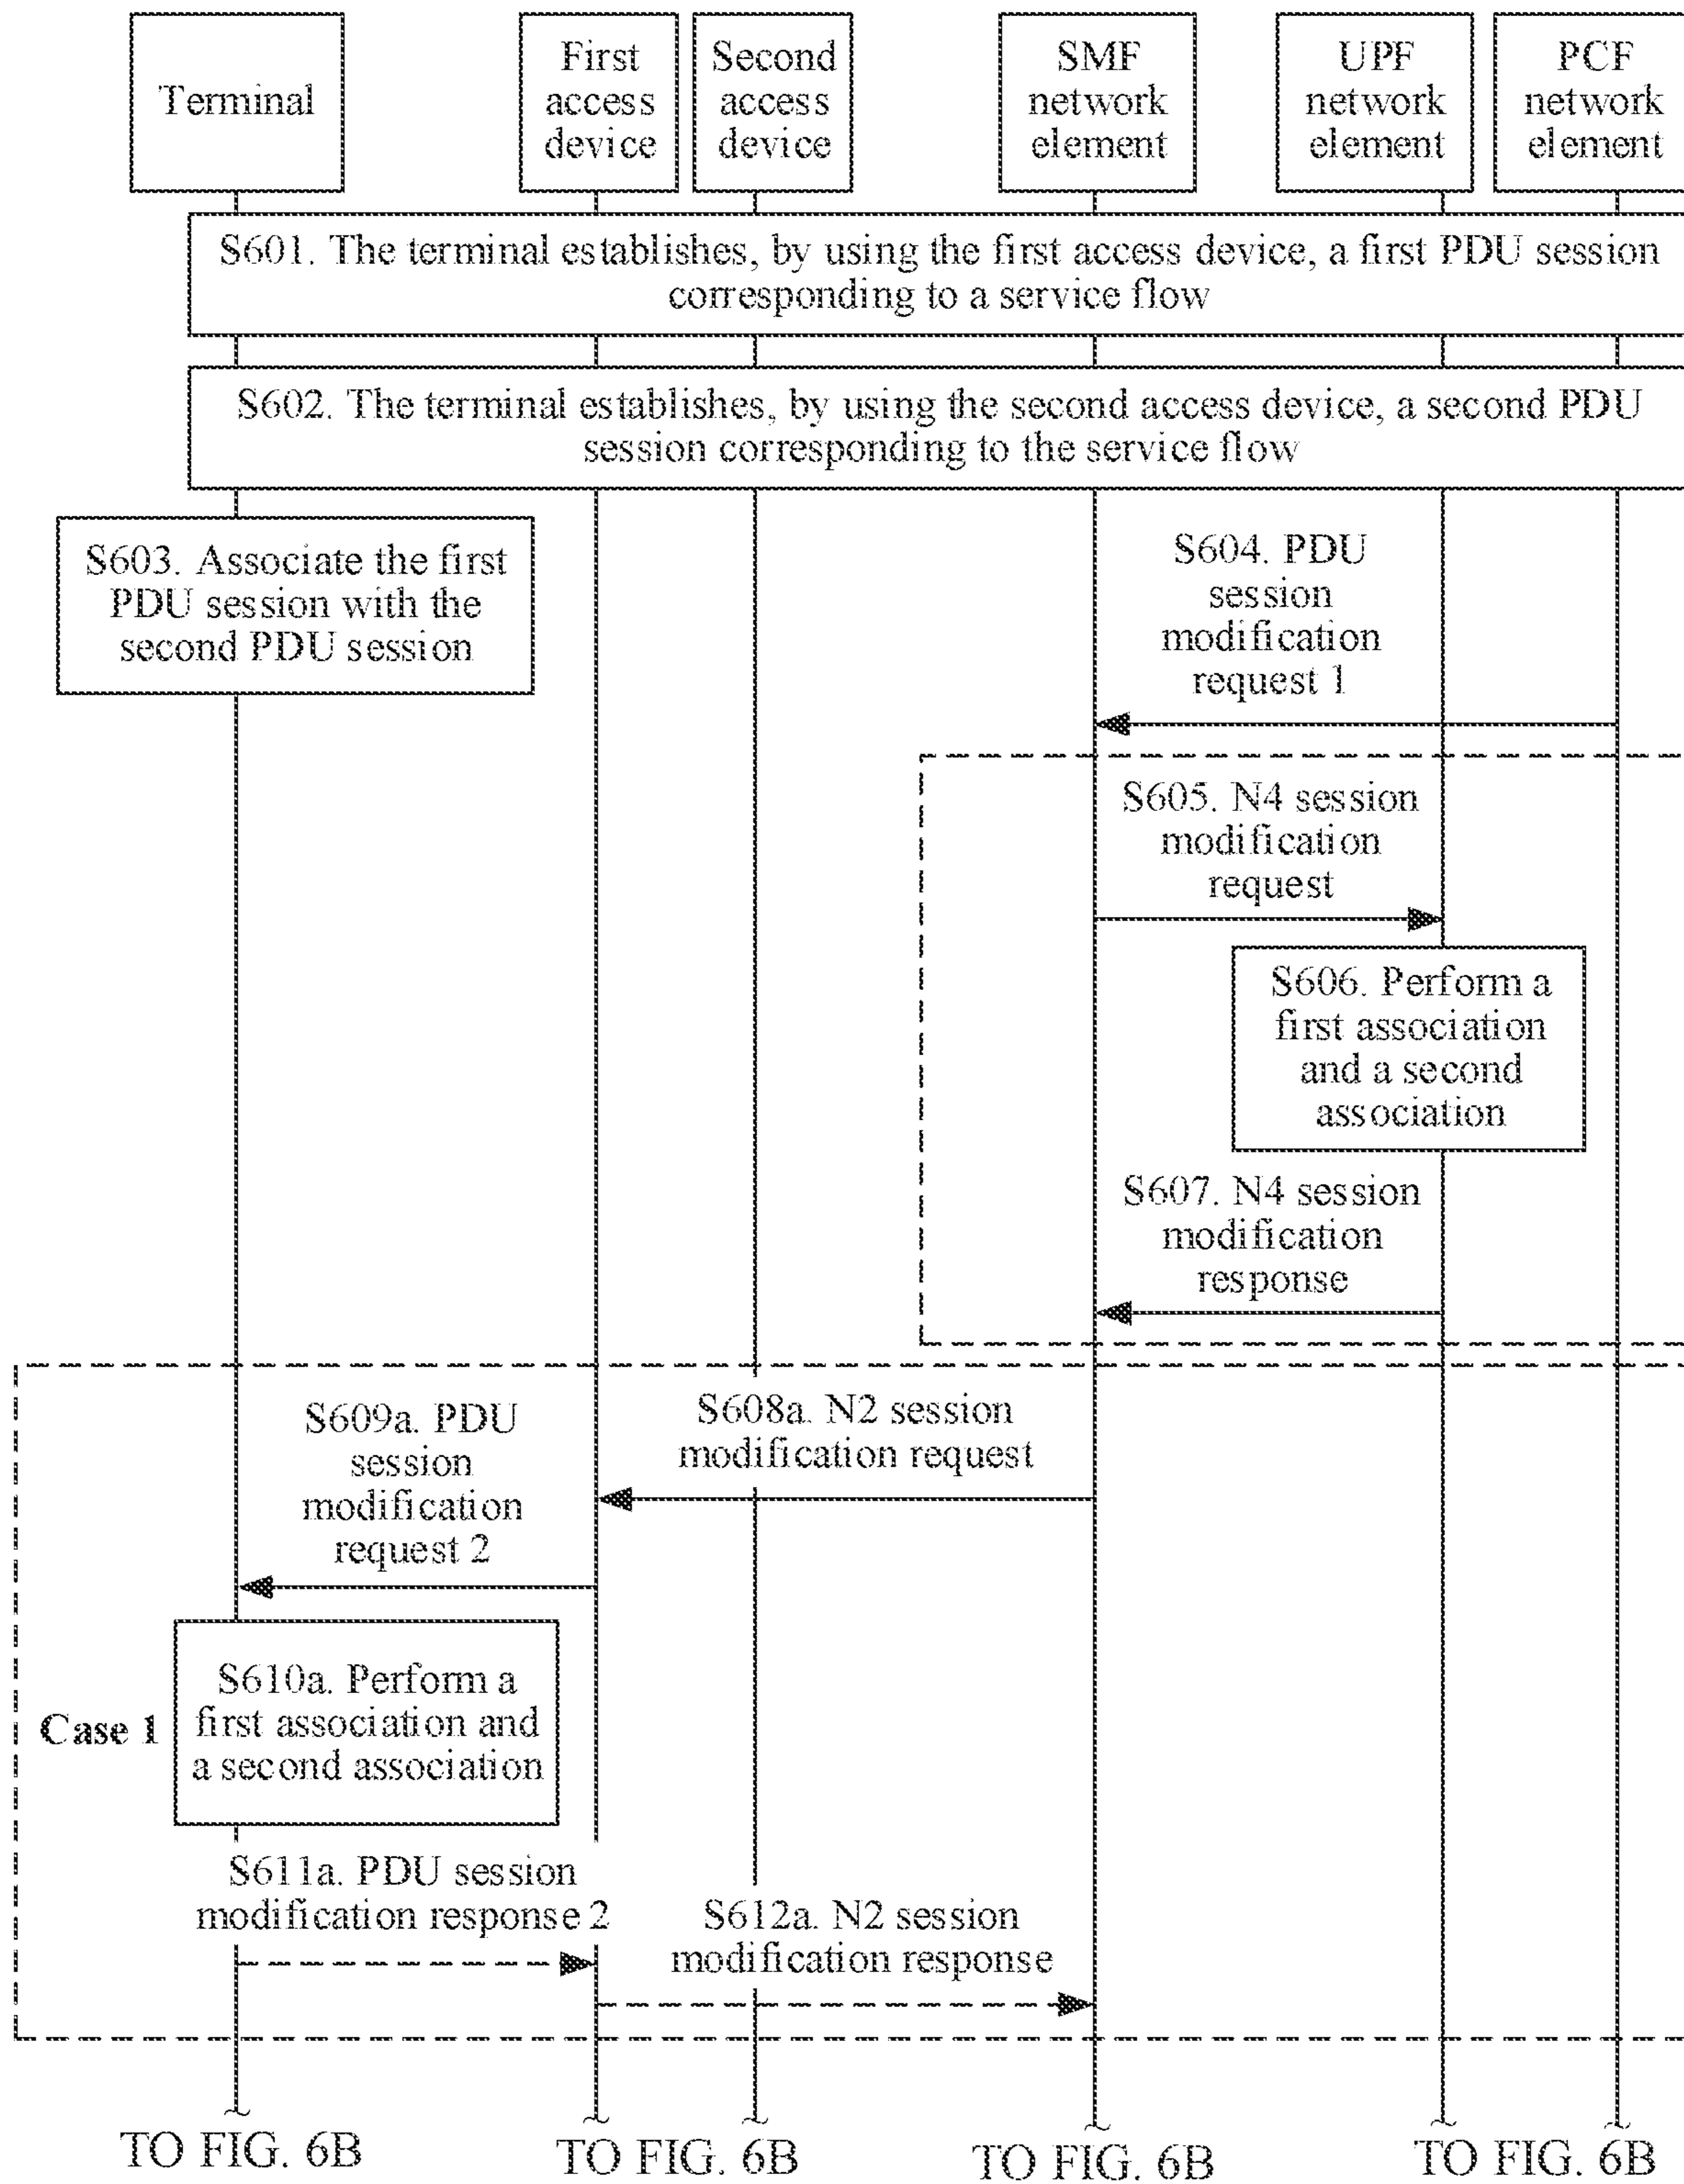 Terminal
First
access
device
Second
access
device
SMF
network
element
UPF
network
element
PCF
network
element
S601. The terminal establishes, by using the first access device, a first PDU session
corresponding to a service flow
S602. The terminal establishes, by using the second access device, a second PDU
session corresponding to the service flow
S603. Associate the first
PDU session with the
second PDU session
S604. PDU
session
modification
request 1
S605. N4 session
modification
request
S606. Perform a
first association
and a second
association
S607. N4 session
modification
response
S608a. N2 session
modification request
S609a. PDU
session
modification
request 2
Case 1
S610a. Perform a
first association and
a second association
S611a. PDU session
modification response 2
S612a. N2 session
modification response
TO FIG. 6B
TO FIG. 6B
TO FIG. 6B
TO FIG. 6B